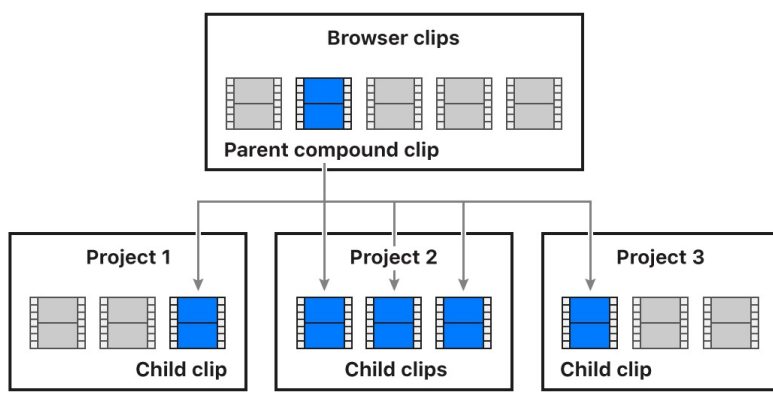 Browser clips
Parent compound clip
Project 1
Project 2
Project 3
Child clip
Child clips
Child clip